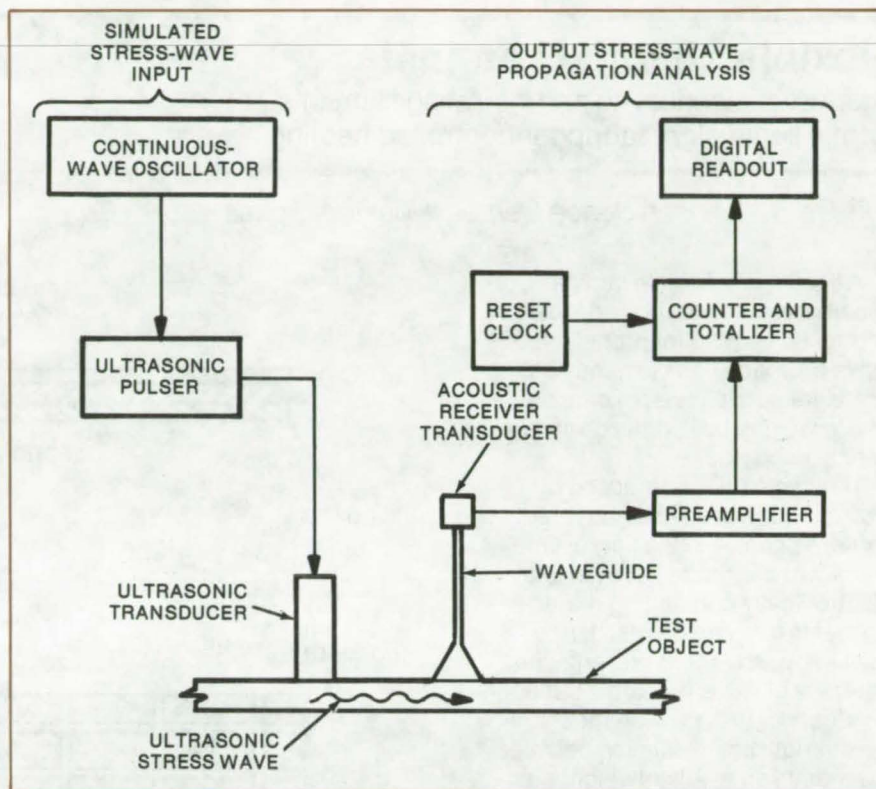 SIMULATED
STRESS-WAVE
INPUT
OUTPUT STRESS-WAVE
PROPAGATION ANALYSIS
CONTINUOUS-
WAVE OSCILLATOR
DIGITAL
READOUT
RESET
CLOCK
COUNTER AND
TOTALIZER
ULTRASONIC
PULSER
ACOUSTIC
RECEIVER
TRANSDUCER
PREAMPLIFIER
WAVEGUIDE
ULTRASONIC
TRANSDUCER
TEST
OBJECT
ULTRASONIC
STRESS WAVE